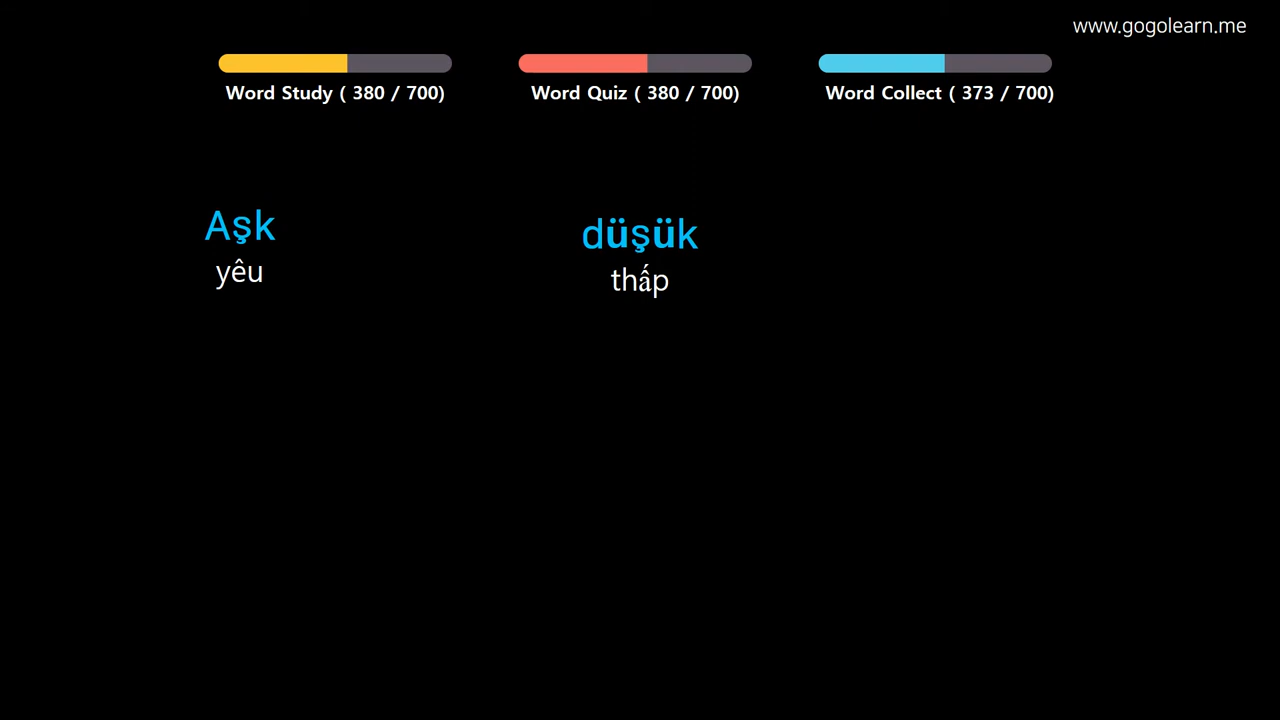 www.gogolearn.me
Word Study ( 380 / 700)
Word Quiz ( 380 / 700)
Word Collect ( 373 / 700)
Aşk
yêu
düşük
thấp